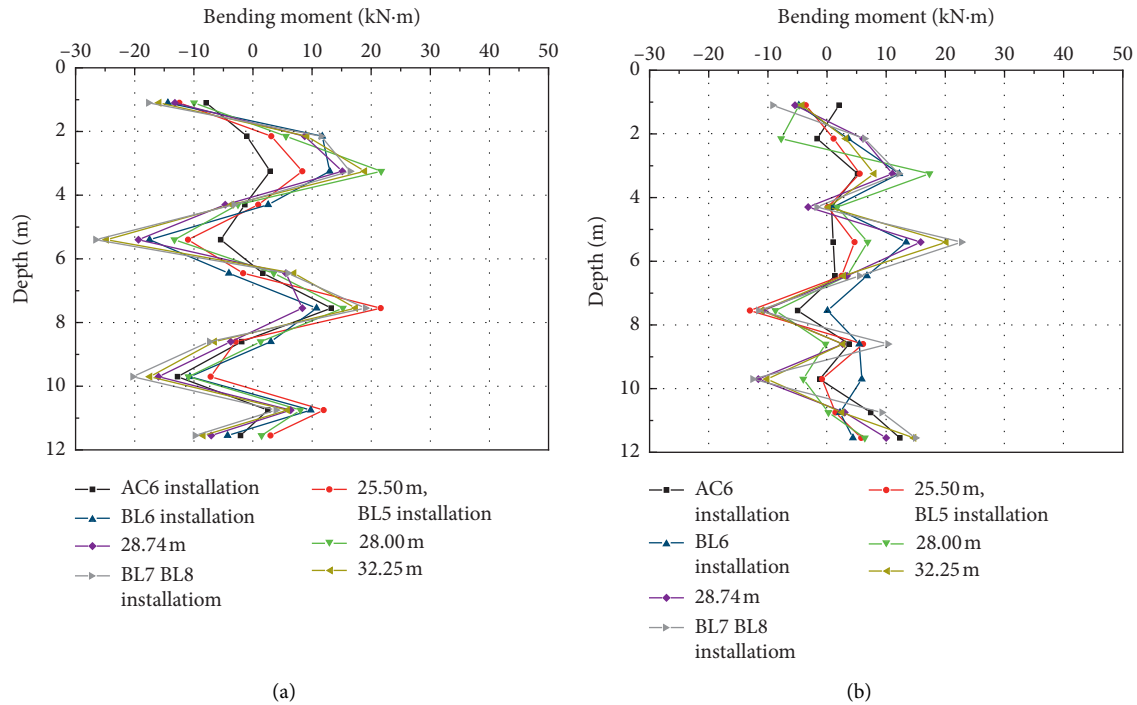 Bending moment (kN·m)
−30 −20 −10 0 10 20 30 40 50
0
2
4
6
8
10
12
Depth (m)
AC6 installation
BL6 installation
28.74 m
BL7 BL8
installatiom
25.50 m,
BL5 installation
28.00 m
32.25 m
(a)
Bending moment (kN·m)
−30 −20 −10 0 10 20 30 40 50
0
2
4
6
8
10
12
Depth (m)
AC6
installation
BL6
installation
28.74 m
BL7 BL8
installatiom
25.50 m,
BL5 installation
28.00 m
32.25 m
(b)